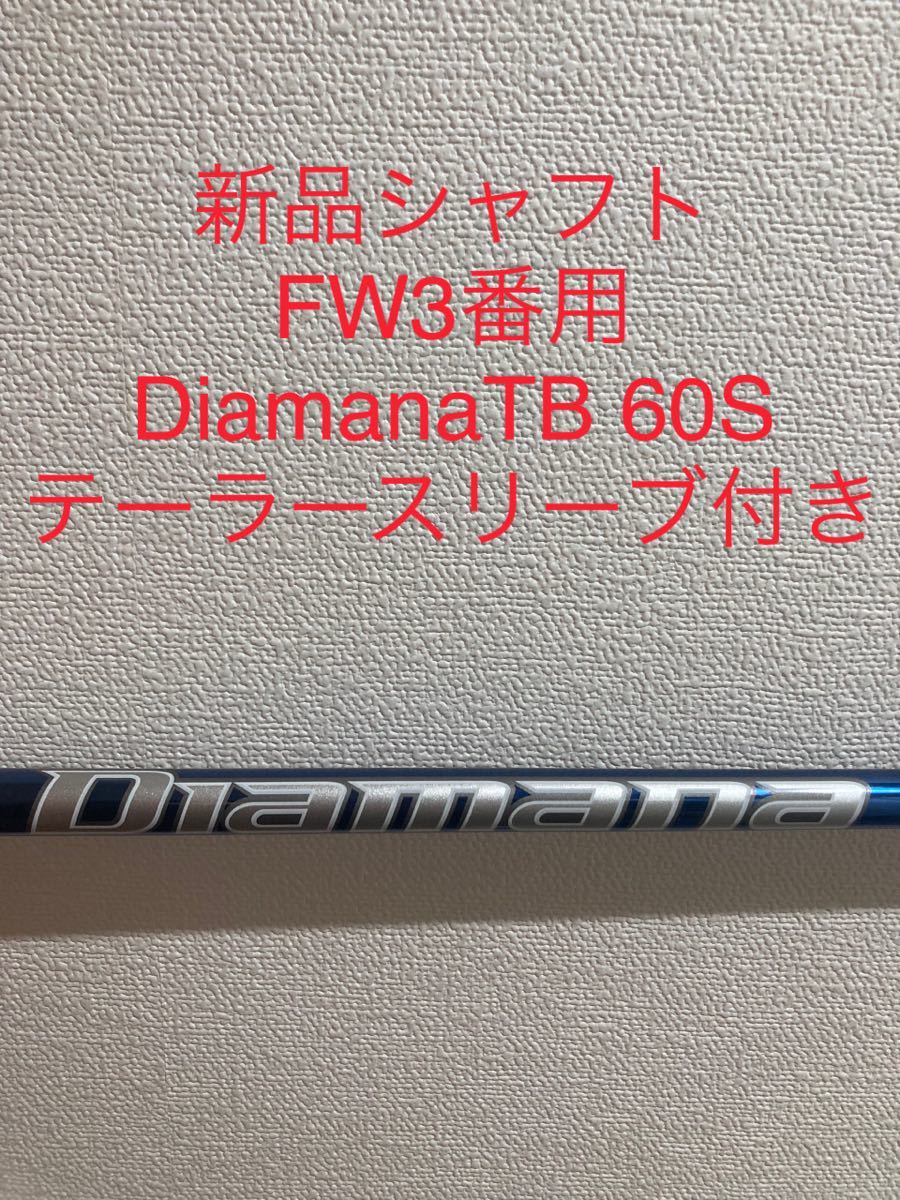 新品シャフト
FW3番用
DiamanaTB 60S
テーラースリーブ付き
Diamana